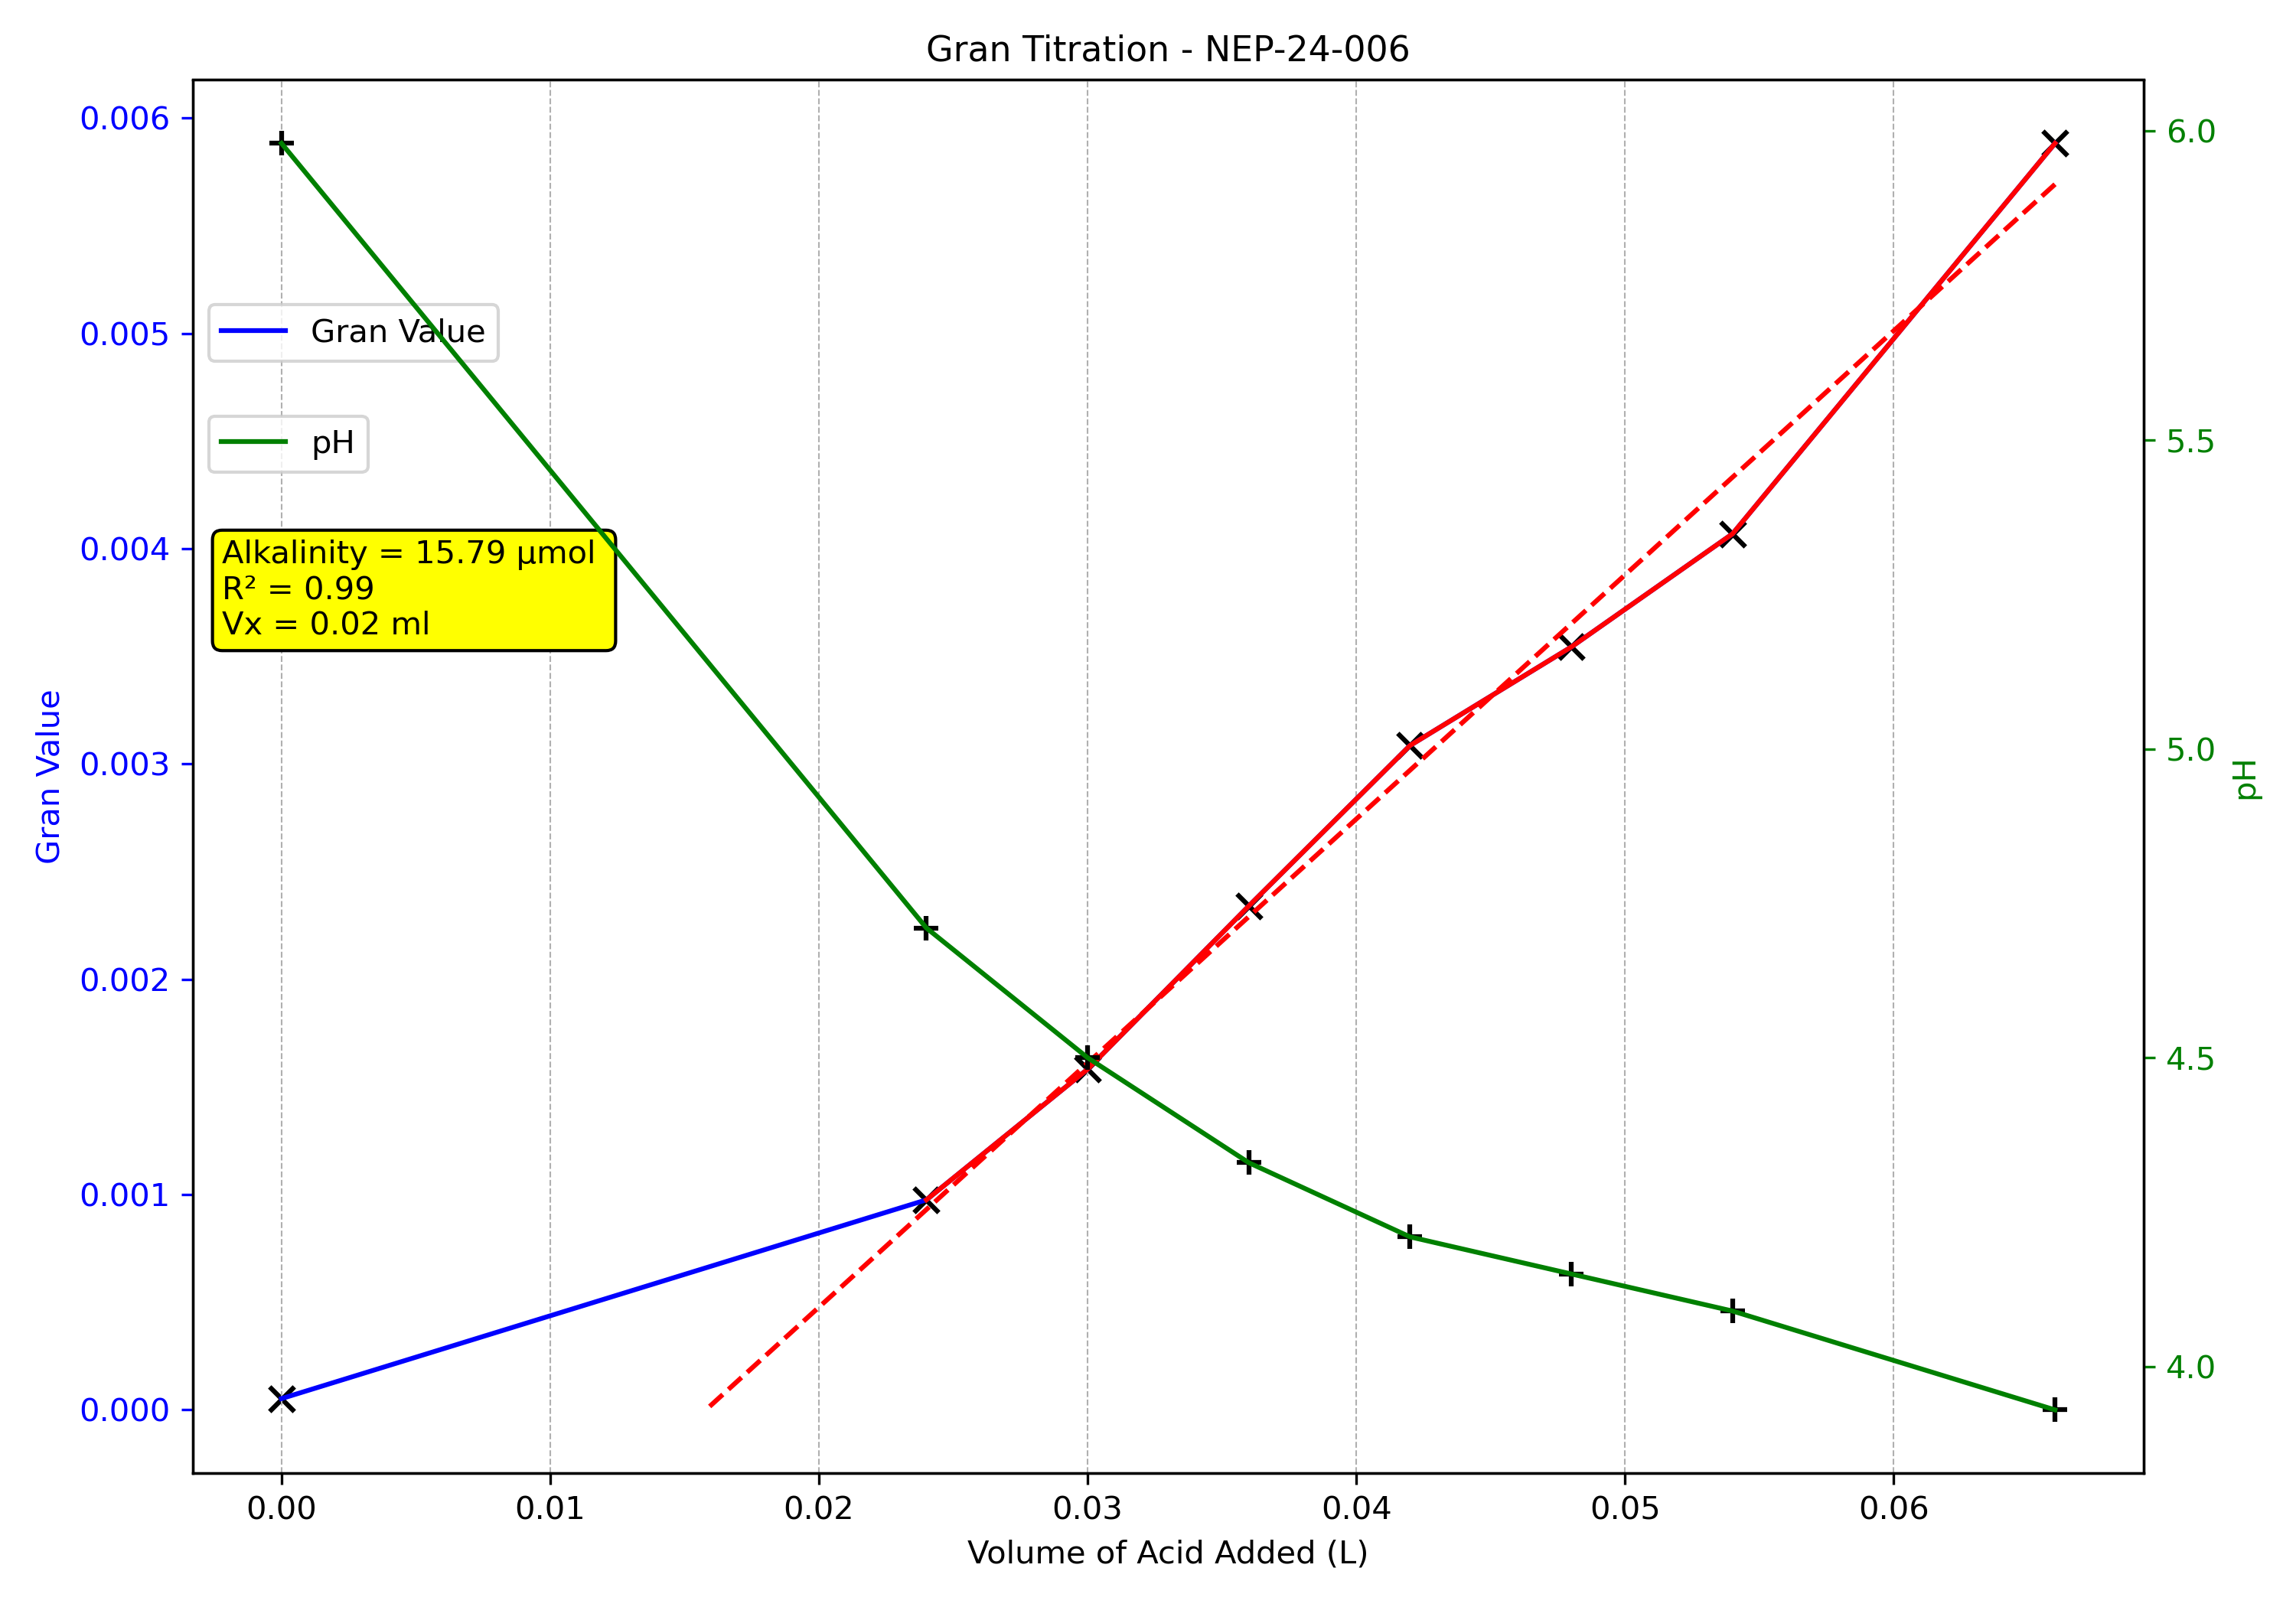 Gran Titration - NEP-24-006
0.006
0.005
0.004
0.003
0.002
0.001
0.000
Gran Value
Gran Value
pH
Alkalinity = 15.79 µmol
R² = 0.99
Vx = 0.02 ml
6.0
5.5
5.0
4.5
4.0
pH
0.00 0.01 0.02 0.03 0.04 0.05 0.06
Volume of Acid Added (L)